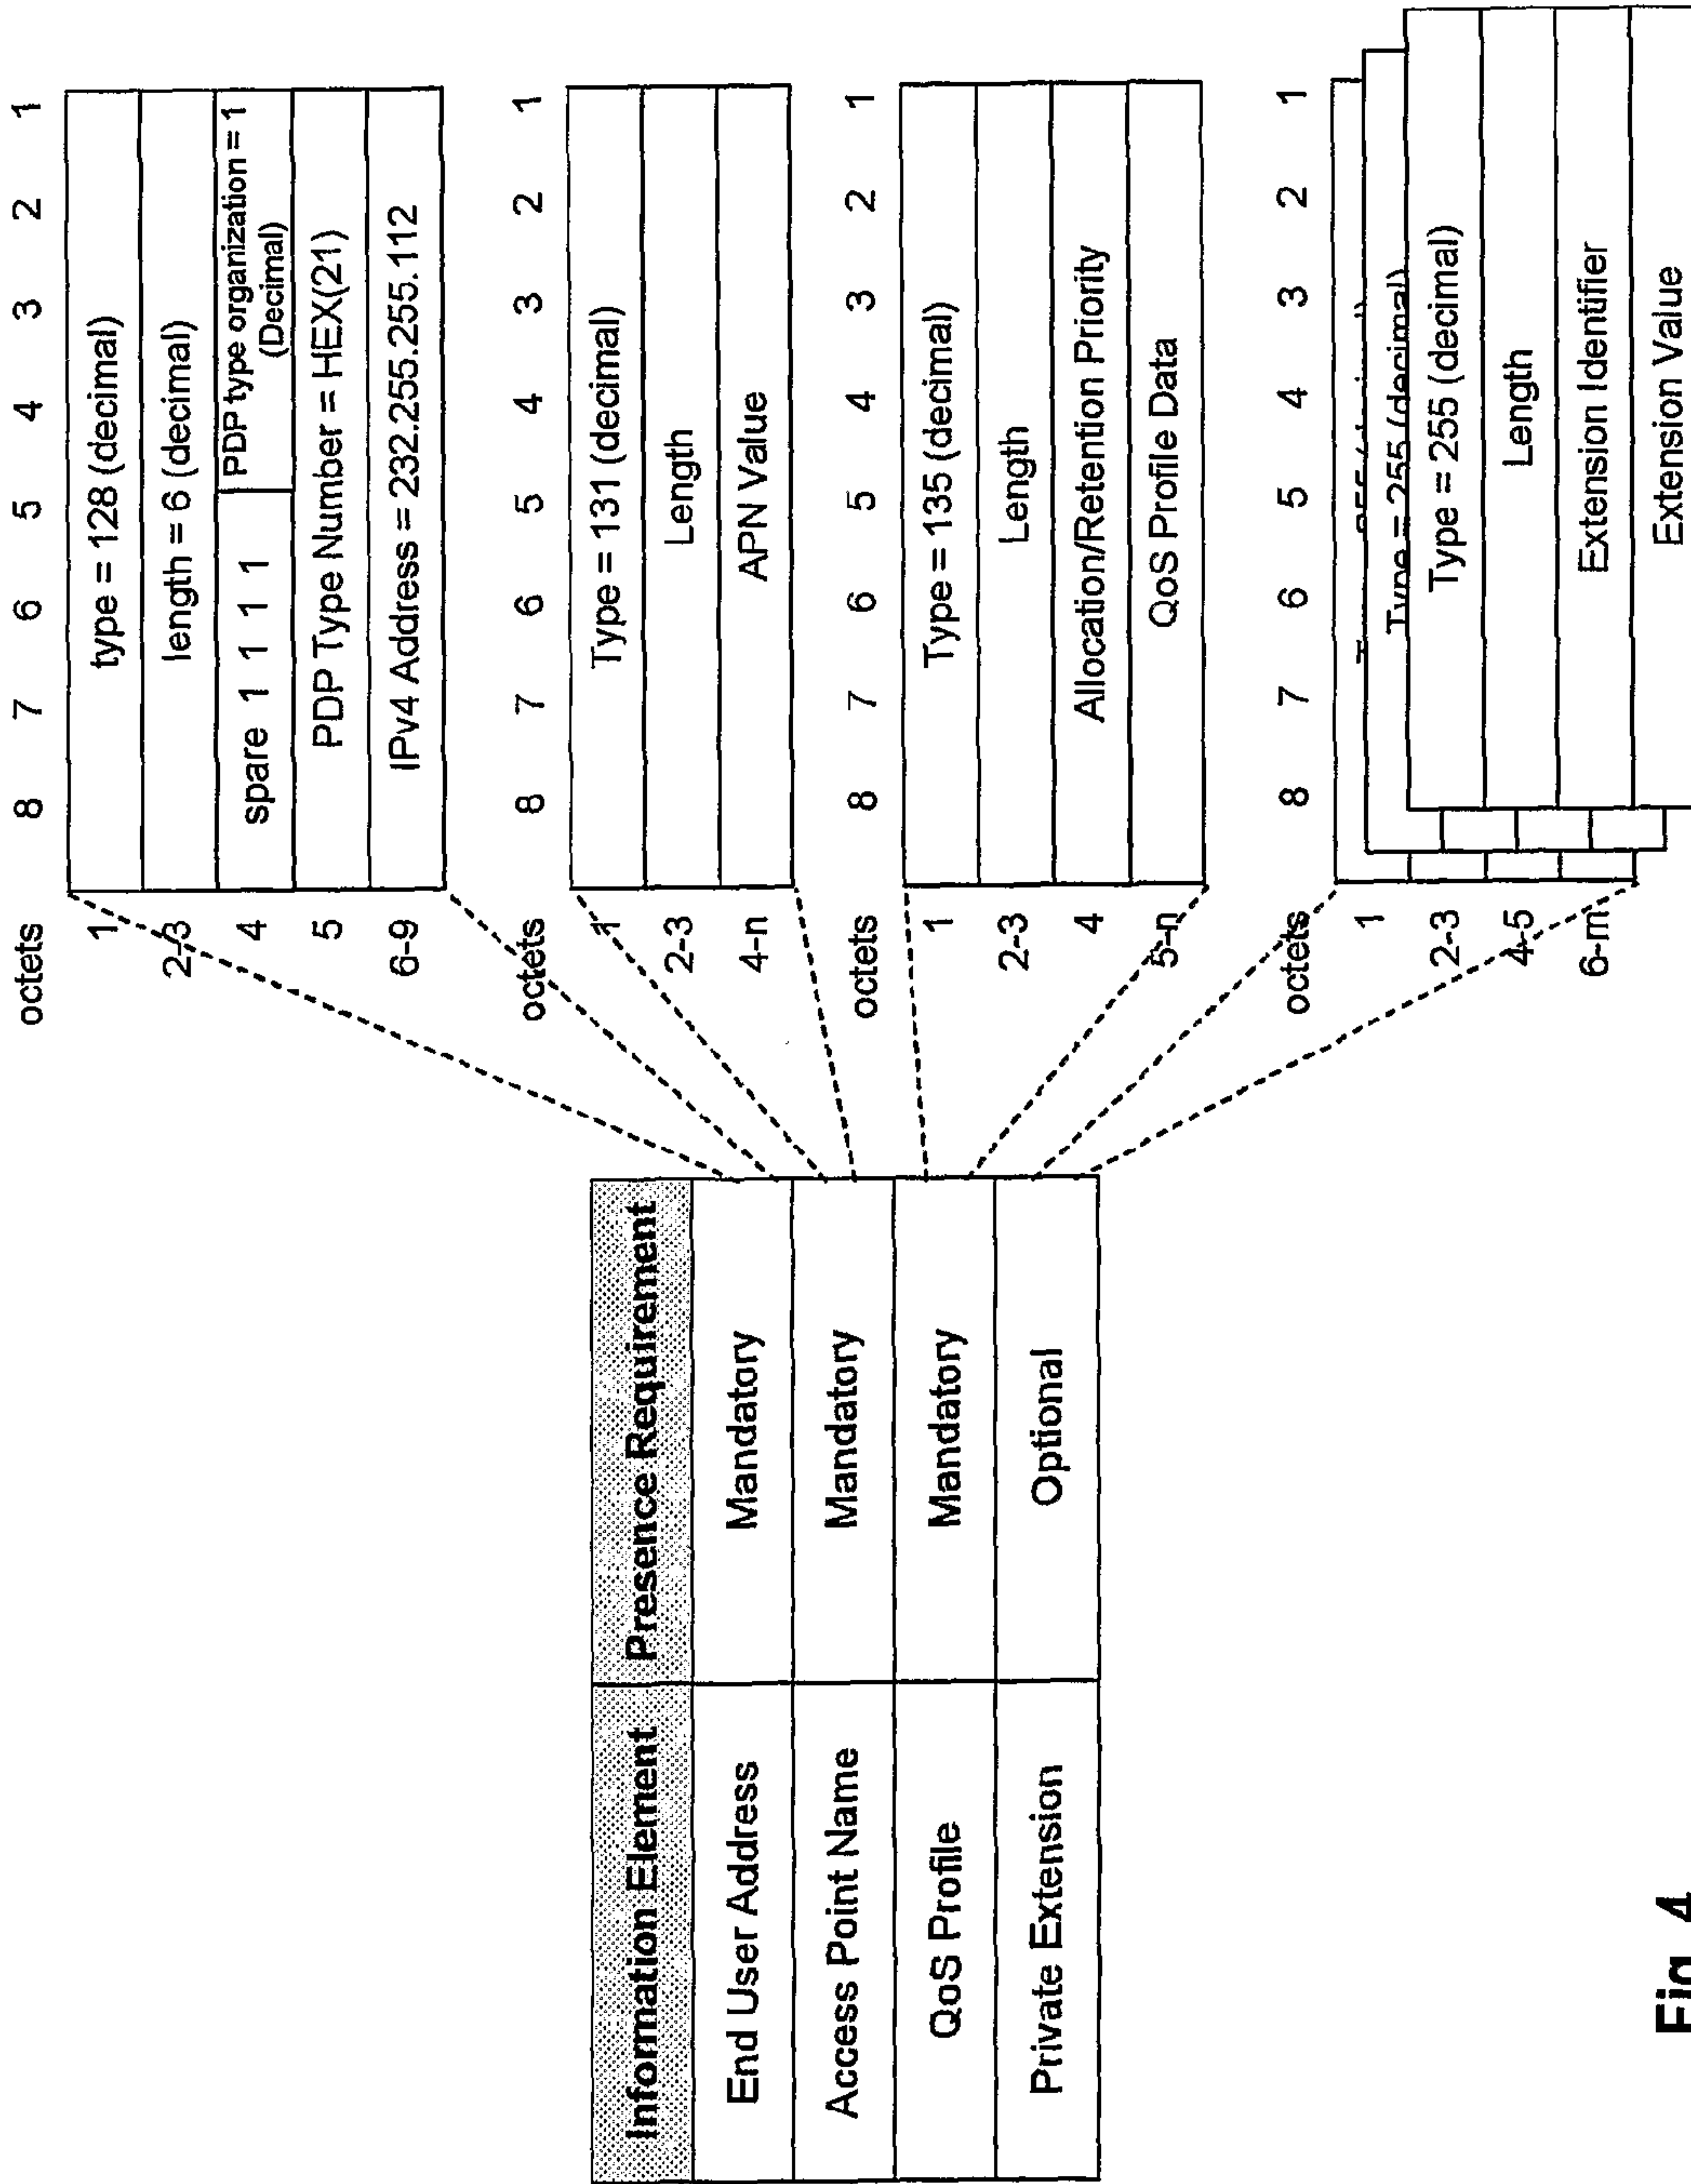 Information Element Presence Requirement
End User Address Mandatory
Access Point Name Mandatory
QoS Profile Mandatory
Private Extension Optional
octets 8 7 6 5 4 3 2 1
1 type = 128 (decimal)
2-3 length = 6 (decimal)
4 spare 1 1 1 1 PDP type organization = 1
(Decimal)
5 PDP Type Number = HEX(21)
6-9 IPv4 Address = 232.255.255.112
octets 8 7 6 5 4 3 2 1
1 Type = 131 (decimal)
2-3 Length
4-n APN Value
octets 8 7 6 5 4 3 2 1
1 Type = 135 (decimal)
2-3 Length
4 Allocation/Retention Priority
5-n QoS Profile Data
octets 8 7 6 5 4 3 2 1
Type = 255 (decimal)
1 Type = 255 (decimal)
2-3 Length
4-5 Extension Identifier
6-m Extension Value
Fig. 4